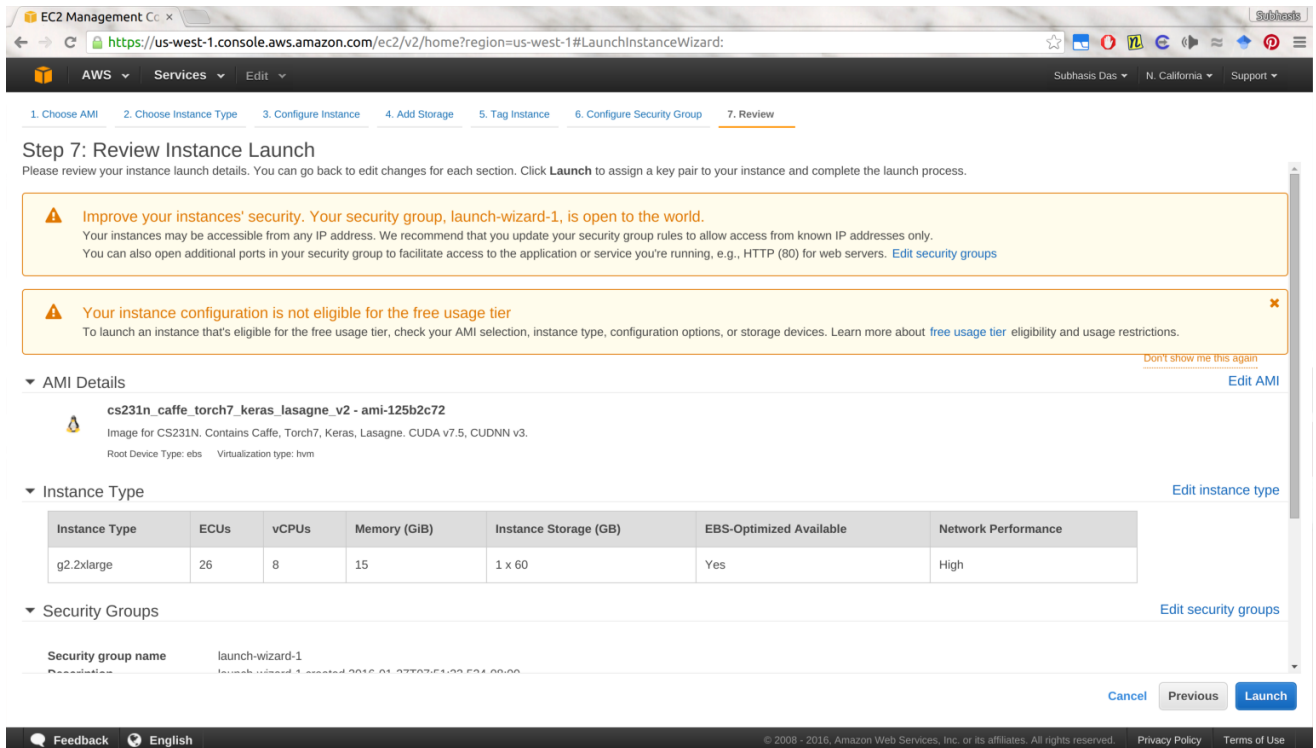 EC2 Management Co ×
Subhasis
https://us-west-1.console.aws.amazon.com/ec2/v2/home?region=us-west-1#LaunchInstanceWizard:
AWS Services Edit Subhasis Das N. California Support
1. Choose AMI 2. Choose Instance Type 3. Configure Instance 4. Add Storage 5. Tag Instance 6. Configure Security Group 7. Review
Step 7: Review Instance Launch
Please review your instance launch details. You can go back to edit changes for each section. Click Launch to assign a key pair to your instance and complete the launch process.
Improve your instances' security. Your security group, launch-wizard-1, is open to the world.
Your instances may be accessible from any IP address. We recommend that you update your security group rules to allow access from known IP addresses only.
You can also open additional ports in your security group to facilitate access to the application or service you're running, e.g., HTTP (80) for web servers. Edit security groups
Your instance configuration is not eligible for the free usage tier
To launch an instance that's eligible for the free usage tier, check your AMI selection, instance type, configuration options, or storage devices. Learn more about free usage tier eligibility and usage restrictions.
Don't show me this again
AMI Details Edit AMI
cs231n_caffe_torch7_keras_lasagne_v2 - ami-125b2c72
Image for CS231N. Contains Caffe, Torch7, Keras, Lasagne. CUDA v7.5, CUDNN v3.
Root Device Type: ebs Virtualization type: hvm
Instance Type Edit instance type
Instance Type ECUs vCPUs Memory (GiB) Instance Storage (GB) EBS-Optimized Available Network Performance
g2.2xlarge 26 8 15 1 x 60 Yes High
Security Groups Edit security groups
Security group name launch-wizard-1
Description launch-wizard-1 created 2016-01-27T07:51:22.524-08:00
Cancel Previous Launch
Feedback English © 2008 - 2016, Amazon Web Services, Inc. or its affiliates. All rights reserved. Privacy Policy Terms of Use